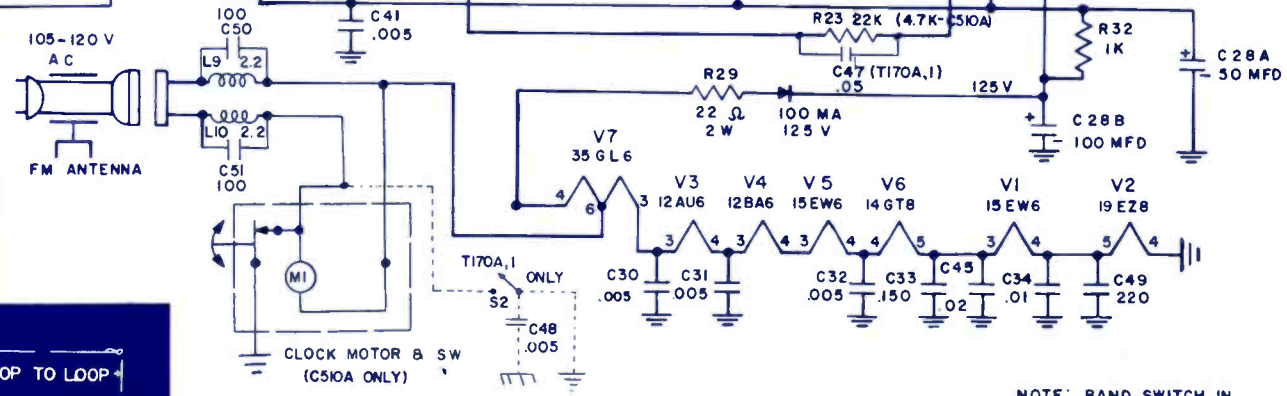 100
C50
C41
.005
R23 22K (4.7K-C510A)
R32
1K
C28A
50 MFD
+
-
105-120 V
AC
L9 2.2
C47 (T170A,1)
.05
R29
22 Ω
2 W
100 MA
125 V
125V
+
C28B
- 100 MFD
L10 2.2
C51
100
FM ANTENNA
V7
35GL6
4
6
3
V3
12AU6
3
4
V4
12BA6
3
4
V5
15EW6
3
4
V6
14GT8
4
5
V1
15EW6
3
4
V2
19EZ8
5
4
C30
.005
C31
.005
C32
.005
C33
.150
C45
.02
C34
.01
C49
220
T170A,1 ONLY
S2
C48
.005
M1
CLOCK MOTOR & SW
(C510A ONLY)
OP TO LOOP
NOTE: BAND SWITCH IN